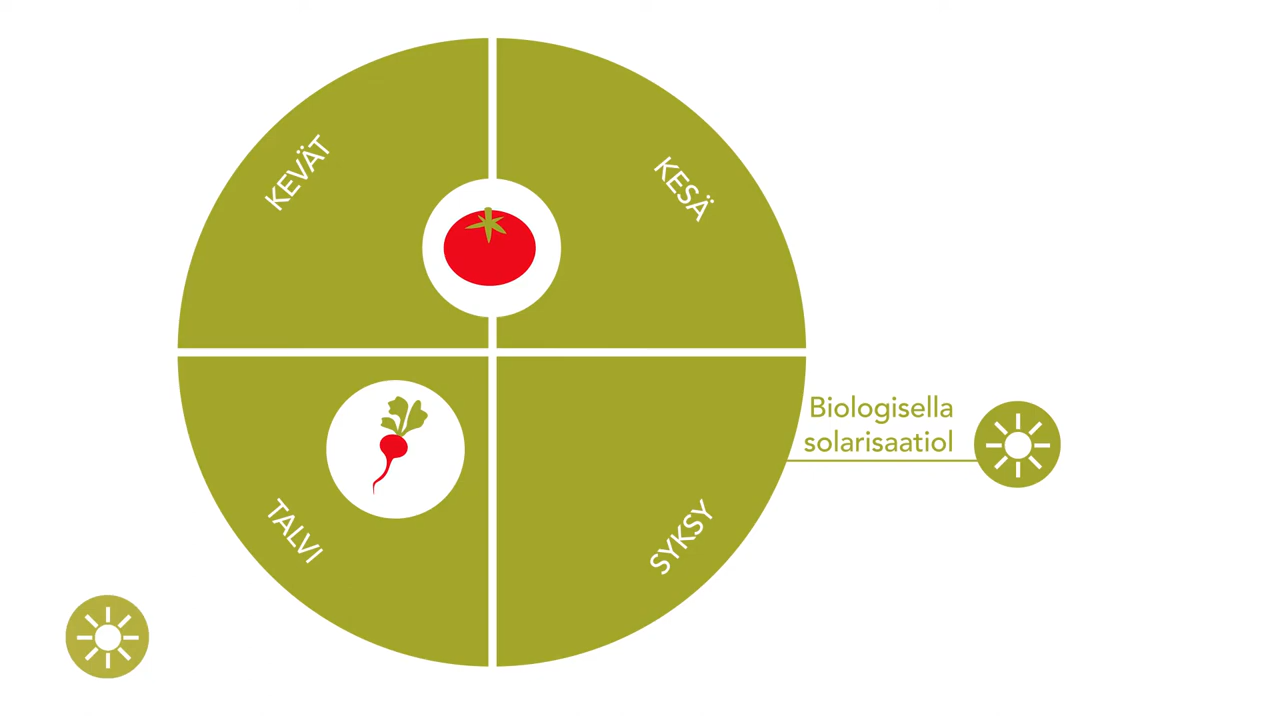 KEVÄT
KESÄ
Biologisella
solarisaatiol
TALVI
SYKSY